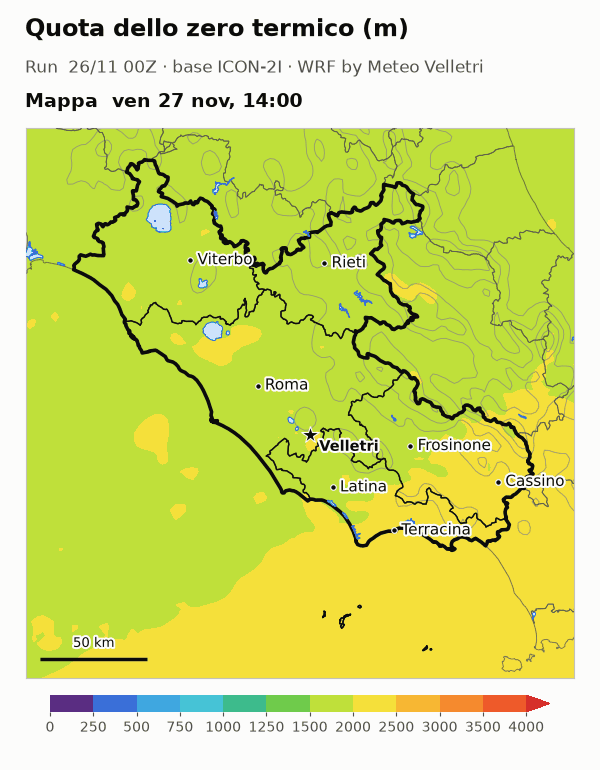 Quota dello zero termico (m)
Run  26/11 00Z · base ICON-2I · WRF by Meteo Velletri
Mappa  ven 27 nov, 14:00
Viterbo
Rieti
Roma
Velletri
Frosinone
Cassino
Latina
Terracina
50 km
0 250 500 750 1000 1250 1500 2000 2500 3000 3500 4000